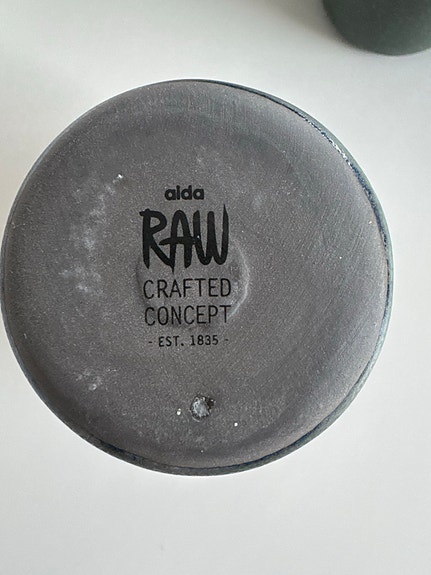 aida
RAW
CRAFTED
CONCEPT
- EST. 1835 -